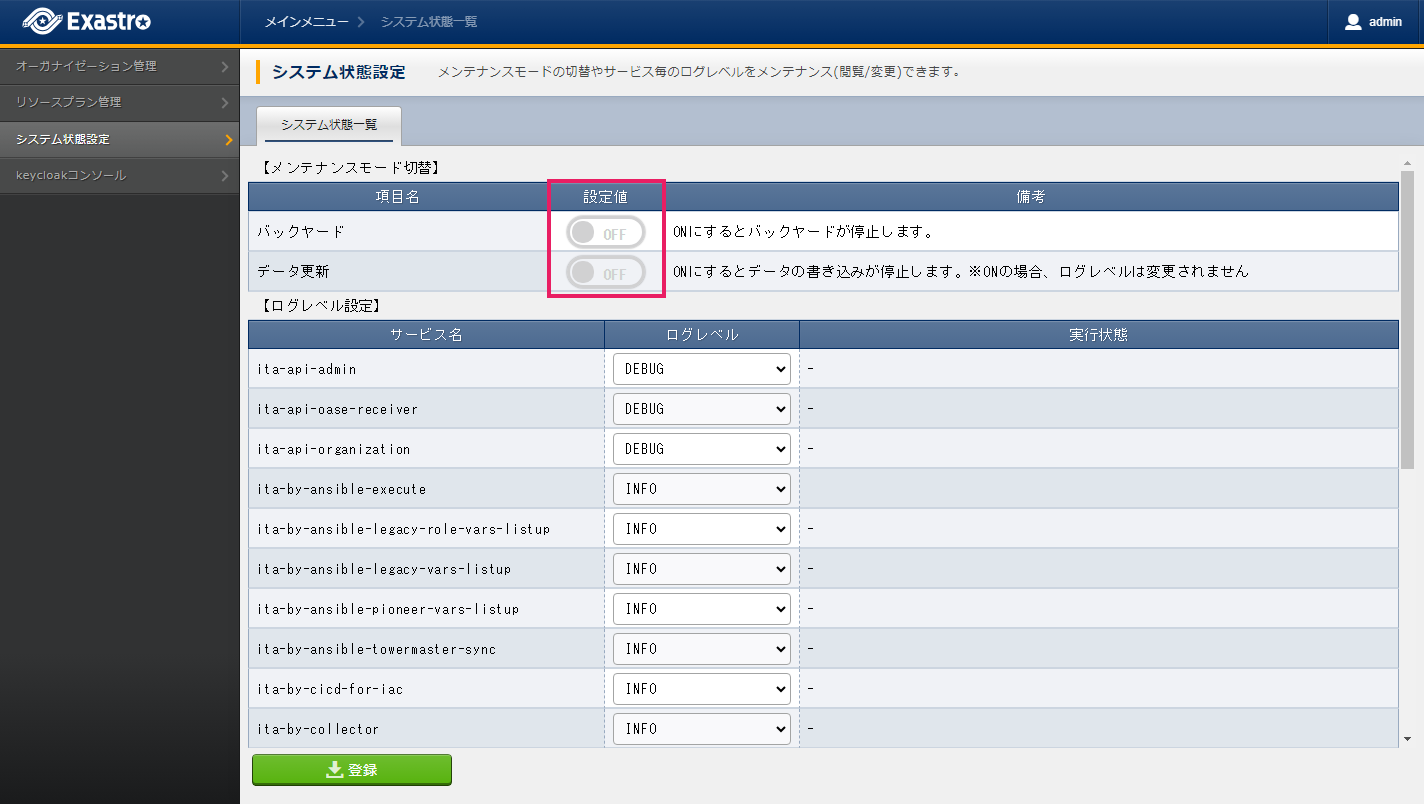 Exastro
メインメニュー > システム状態一覧
admin
オーガナイゼーション管理
リソースプラン管理
システム状態設定
keycloakコンソール
システム状態設定 メンテナンスモードの切替やサービス毎のログレベルをメンテナンス(閲覧/変更)できます。
システム状態一覧
【メンテナンスモード切替】
項目名 設定値 備考
バックヤード OFF ONにするとバックヤードが停止します。
データ更新 OFF ONにするとデータの書き込みが停止します。※ONの場合、ログレベルは変更されません
【ログレベル設定】
サービス名 ログレベル 実行状態
ita-api-admin DEBUG -
ita-api-oase-receiver DEBUG -
ita-api-organization DEBUG -
ita-by-ansible-execute INFO -
ita-by-ansible-legacy-role-vars-listup INFO -
ita-by-ansible-legacy-vars-listup INFO -
ita-by-ansible-pioneer-vars-listup INFO -
ita-by-ansible-towermaster-sync INFO -
ita-by-cicd-for-iac INFO -
ita-by-collector INFO -
登録